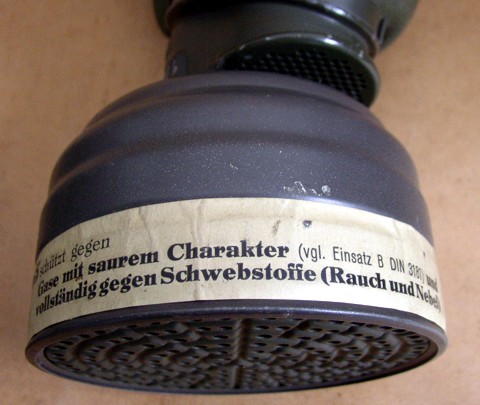 schützt gegen
Gase mit saurem Charakter (vgl. Einsatz B DIN 3181) und
vollständig gegen Schwebstoffe (Rauch und Nebel)